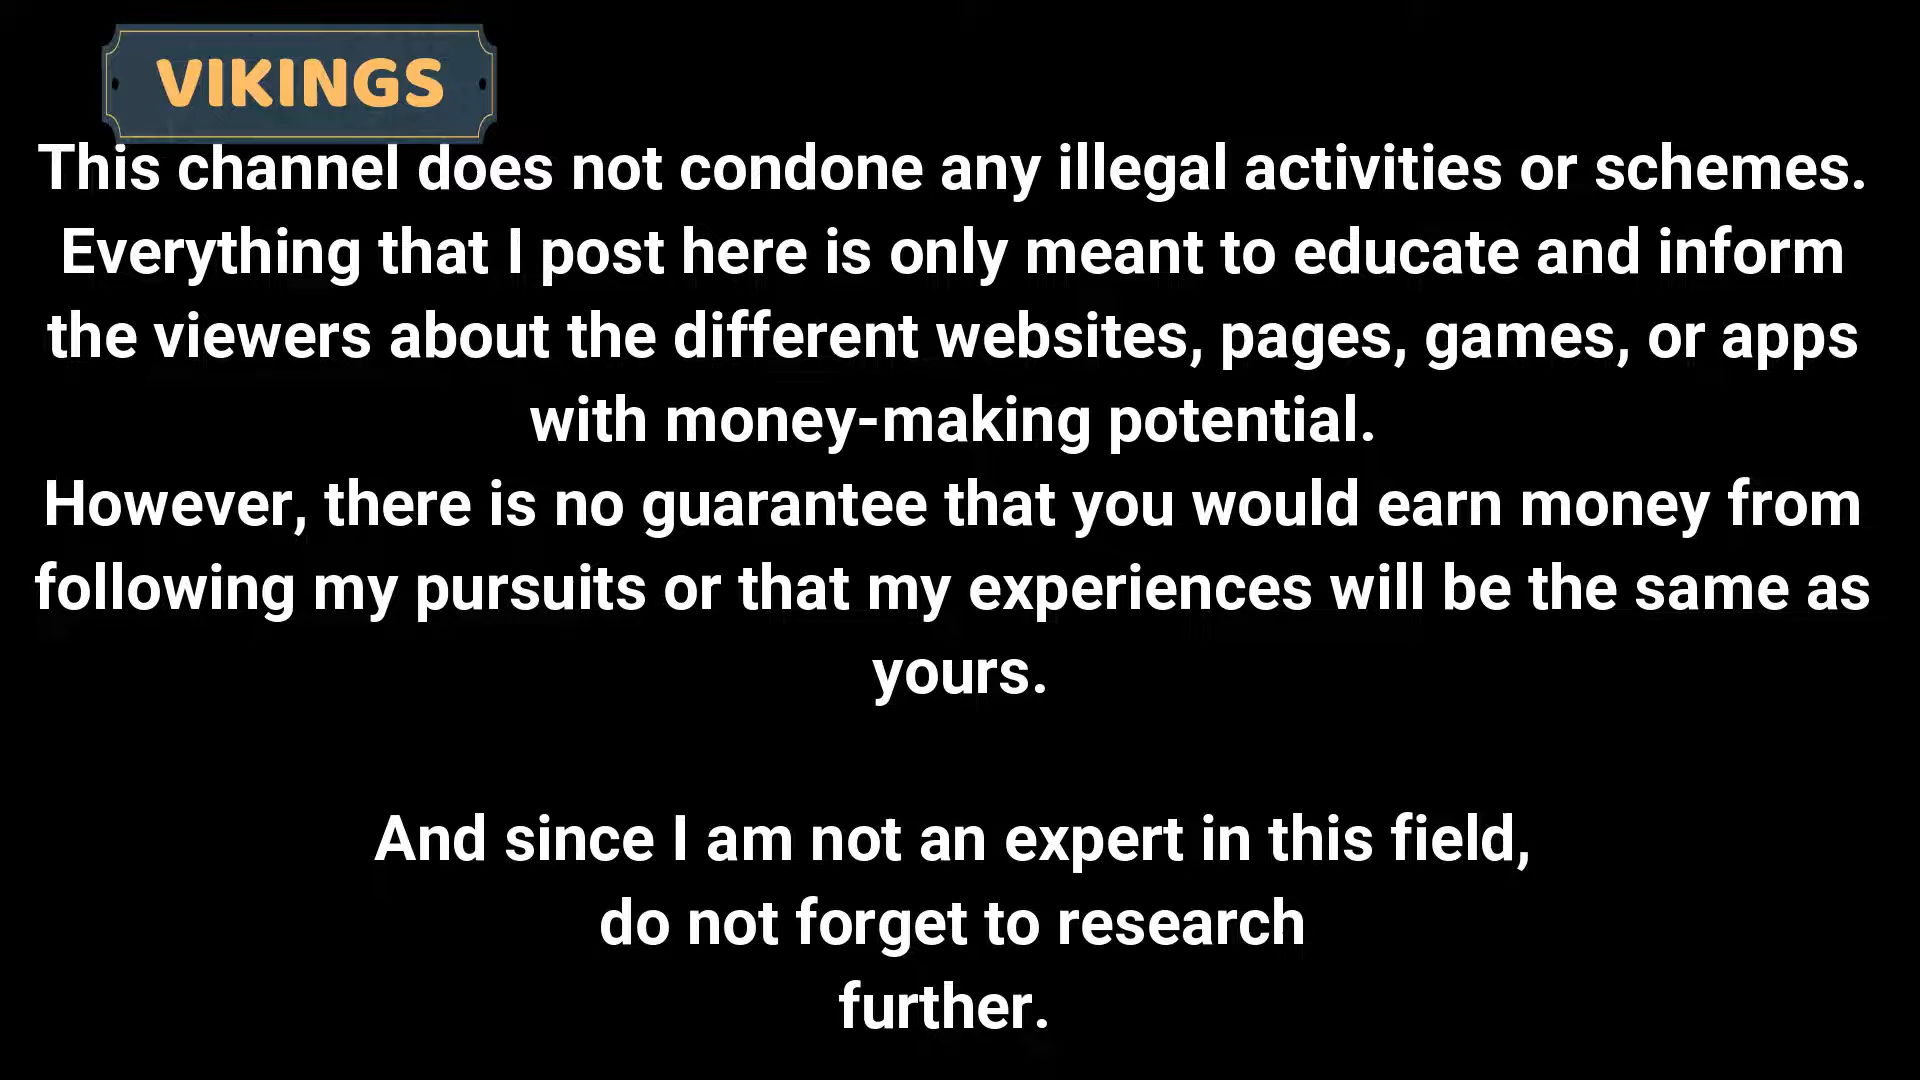 VIKINGS
This channel does not condone any illegal activities or schemes.
Everything that I post here is only meant to educate and inform
the viewers about the different websites, pages, games, or apps
with money-making potential.
However, there is no guarantee that you would earn money from
following my pursuits or that my experiences will be the same as
yours.
And since I am not an expert in this field,
do not forget to research
further.